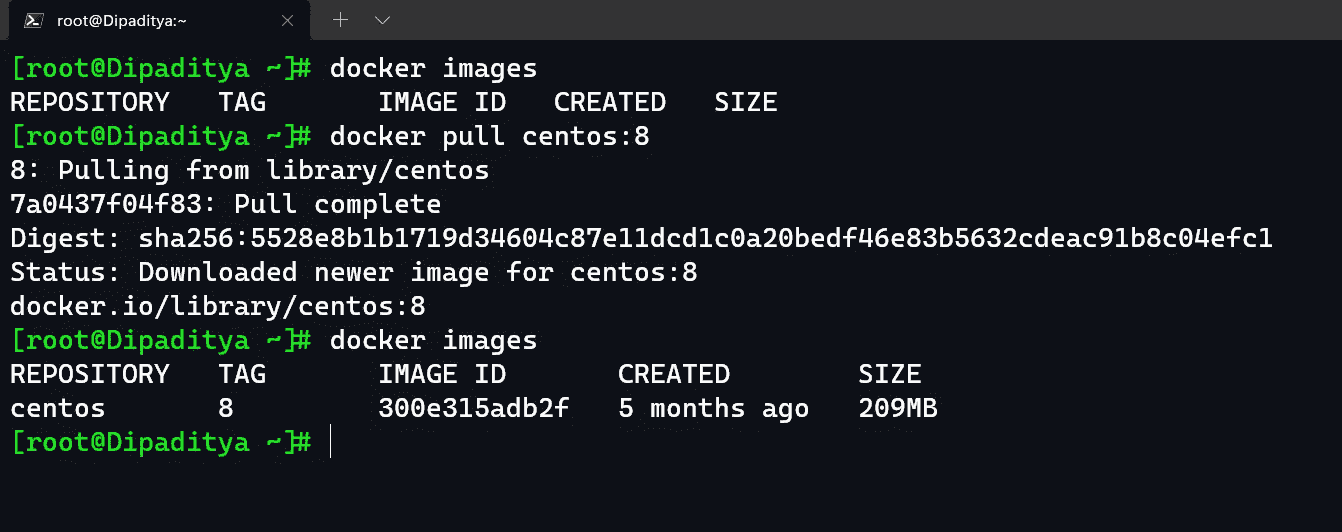 root@Dipaditya:~
[root@Dipaditya ~]# docker images
REPOSITORY   TAG       IMAGE ID   CREATED   SIZE
[root@Dipaditya ~]# docker pull centos:8
8: Pulling from library/centos
7a0437f04f83: Pull complete
Digest: sha256:5528e8b1b1719d34604c87e11dcd1c0a20bedf46e83b5632cdeac91b8c04efc1
Status: Downloaded newer image for centos:8
docker.io/library/centos:8
[root@Dipaditya ~]# docker images
REPOSITORY   TAG       IMAGE ID       CREATED        SIZE
centos       8         300e315adb2f   5 months ago   209MB
[root@Dipaditya ~]#